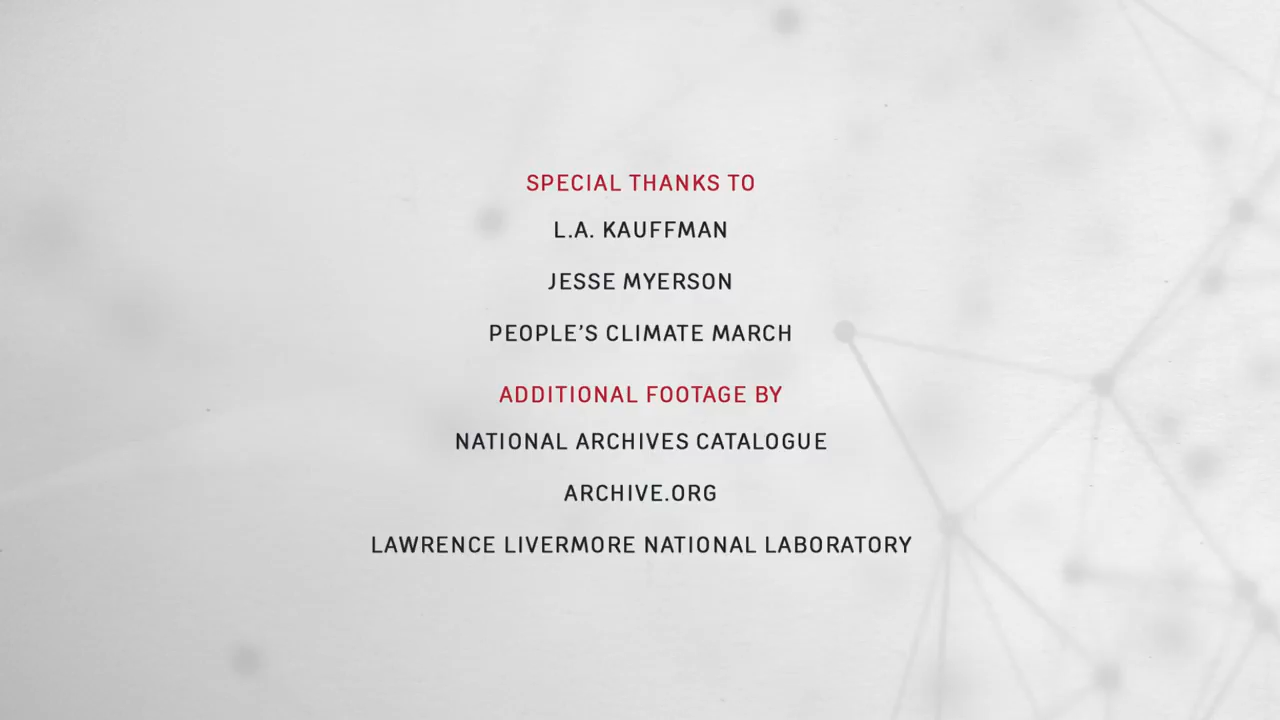 SPECIAL THANKS TO
L.A. KAUFFMAN
JESSE MYERSON
PEOPLE’S CLIMATE MARCH
ADDITIONAL FOOTAGE BY
NATIONAL ARCHIVES CATALOGUE
ARCHIVE.ORG
LAWRENCE LIVERMORE NATIONAL LABORATORY